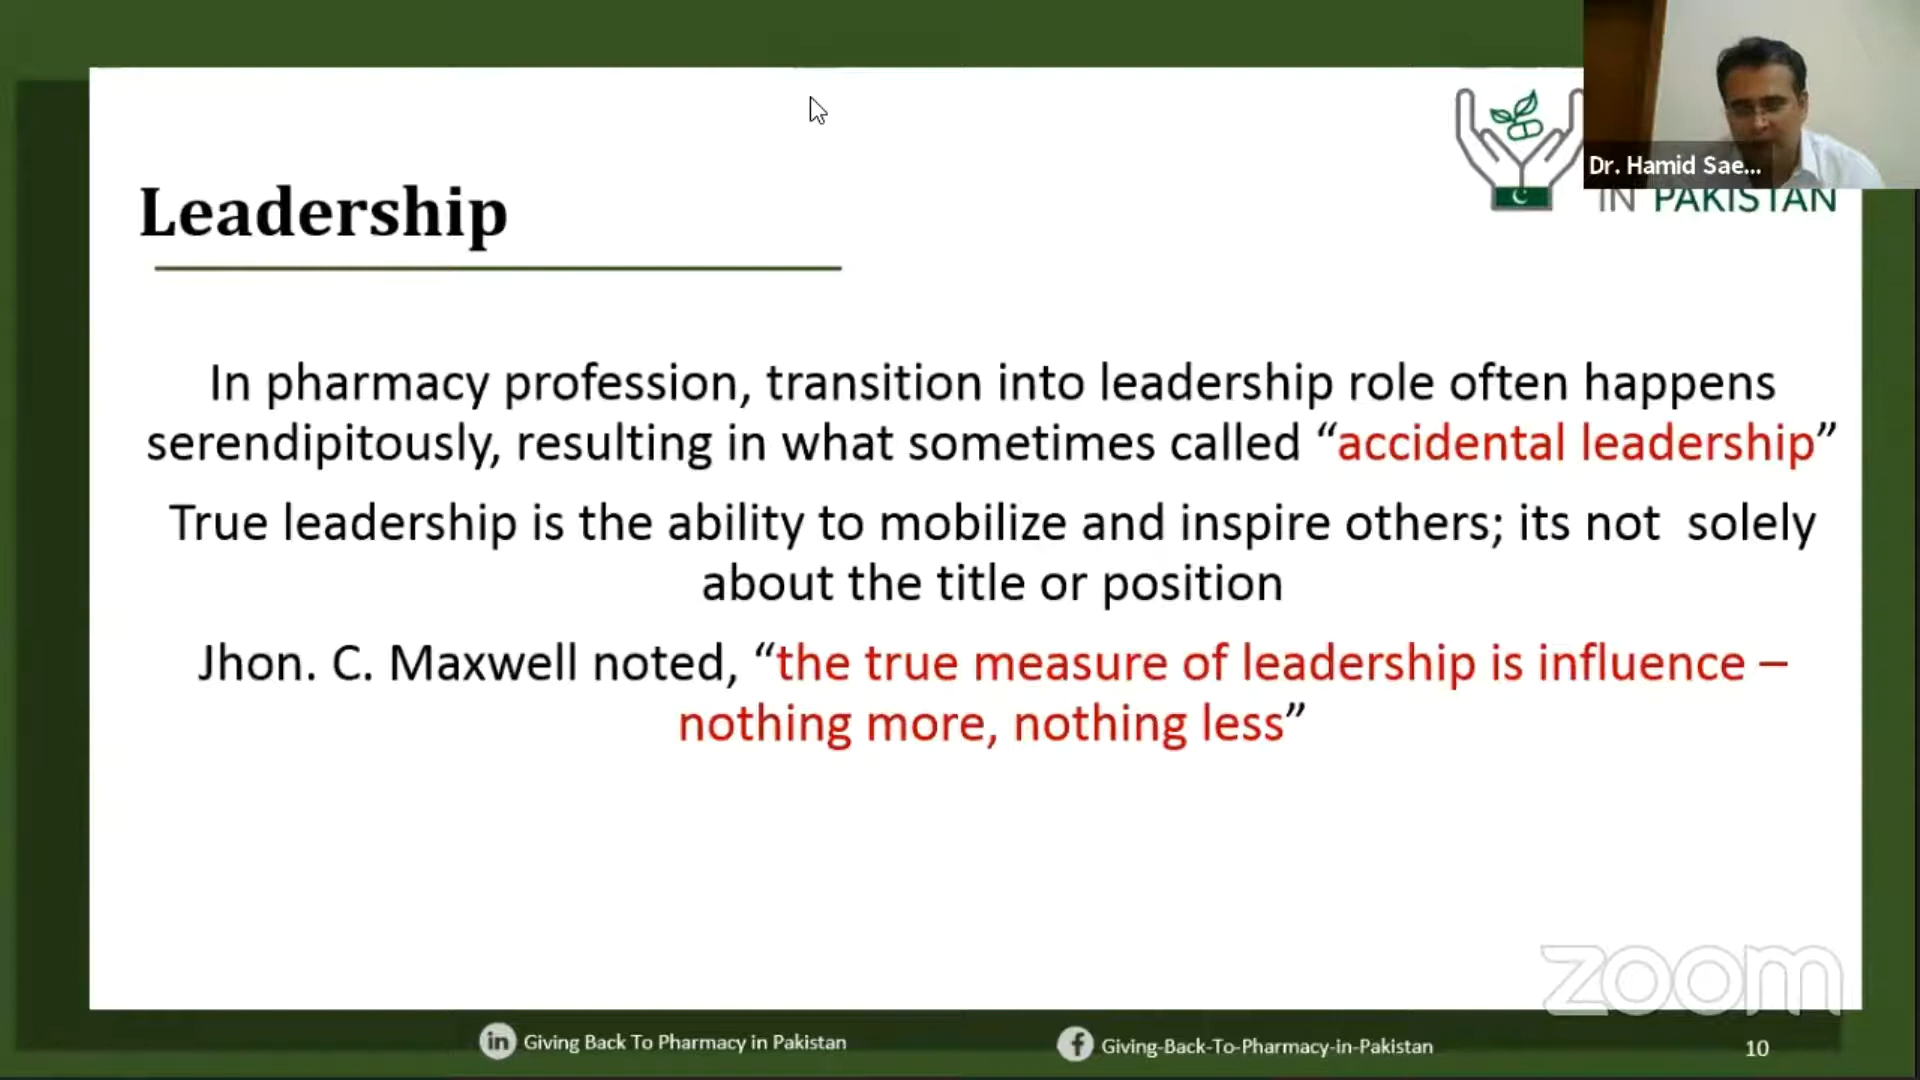 Dr. Hamid Sae...
IN PAKISTAN
Leadership
In pharmacy profession, transition into leadership role often happens
serendipitously, resulting in what sometimes called “accidental leadership”
True leadership is the ability to mobilize and inspire others; its not  solely
about the title or position
Jhon. C. Maxwell noted, “the true measure of leadership is influence –
nothing more, nothing less”
zoom
in Giving Back To Pharmacy in Pakistan
f Giving-Back-To-Pharmacy-in-Pakistan
10